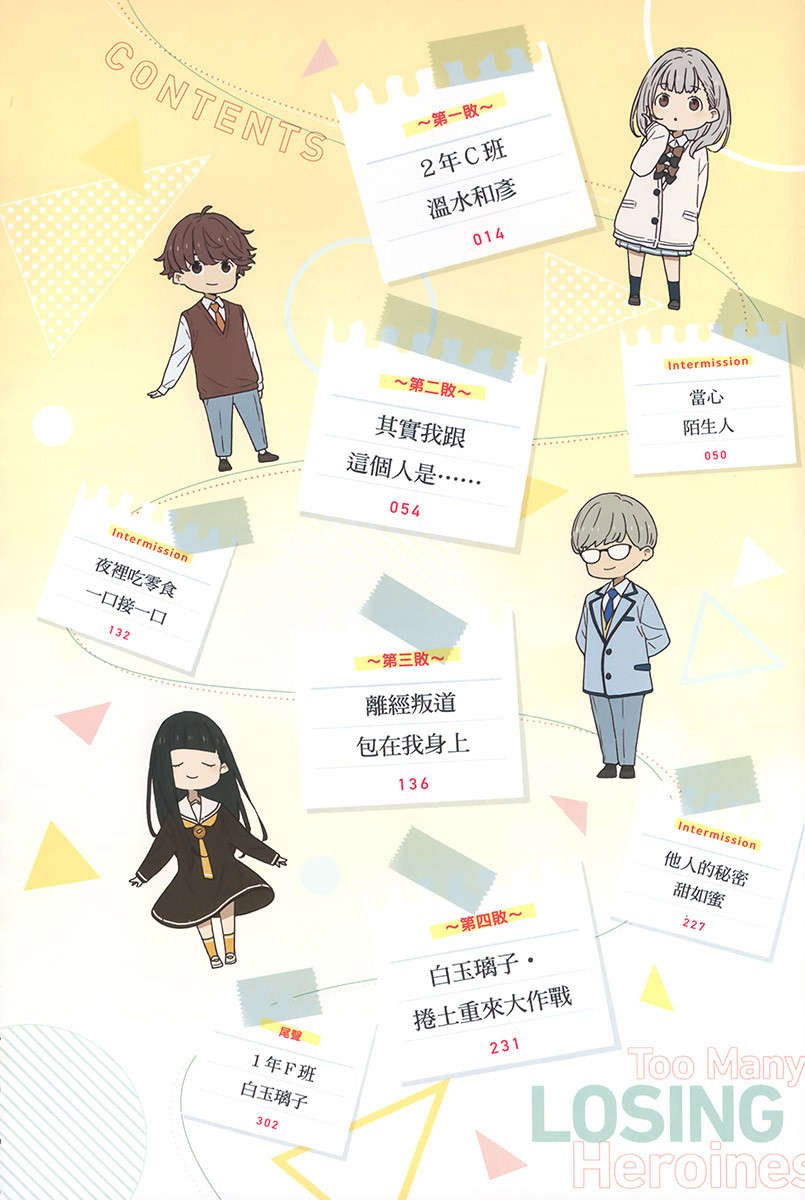 CONTENTS
～第一敗～
２年Ｃ班
溫水和彥
014
Intermission
當心
陌生人
050
～第二敗～
其實我跟
這個人是⋯⋯
054
Intermission
夜裡吃零食
一口接一口
132
～第三敗～
離經叛道
包在我身上
136
Intermission
他人的秘密
甜如蜜
227
～第四敗～
白玉璃子・
捲土重來大作戰
231
尾聲
１年Ｆ班
白玉璃子
302
Too Many
LOSING
Heroines